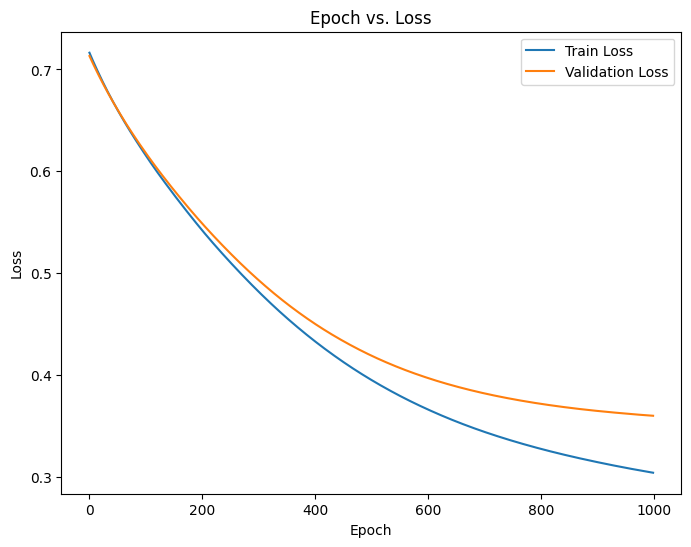 Epoch vs. Loss
Train Loss
Validation Loss
0.7
0.6
0.5
0.4
0.3
Loss
0 200 400 600 800 1000
Epoch